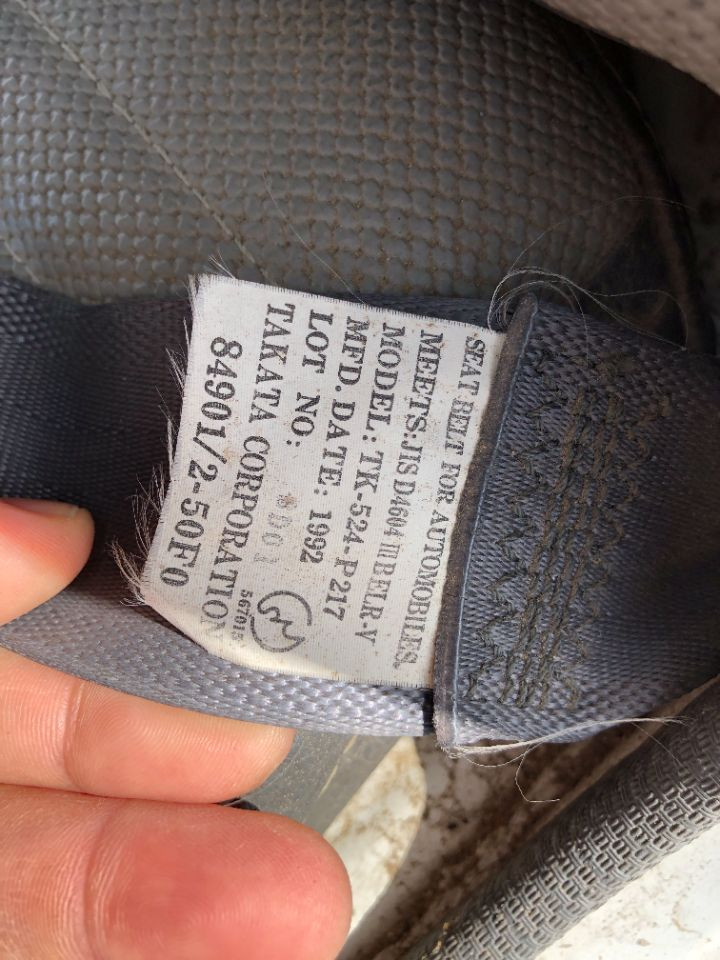 SEAT BELT FOR AUTOMOBILES.
MEETS:JIS D4604 III BELR-V
MODEL: TK-524-P217
MFD.DATE: 1992
LOT NO:
TAKATA CORPORATION
84901/2-50F0